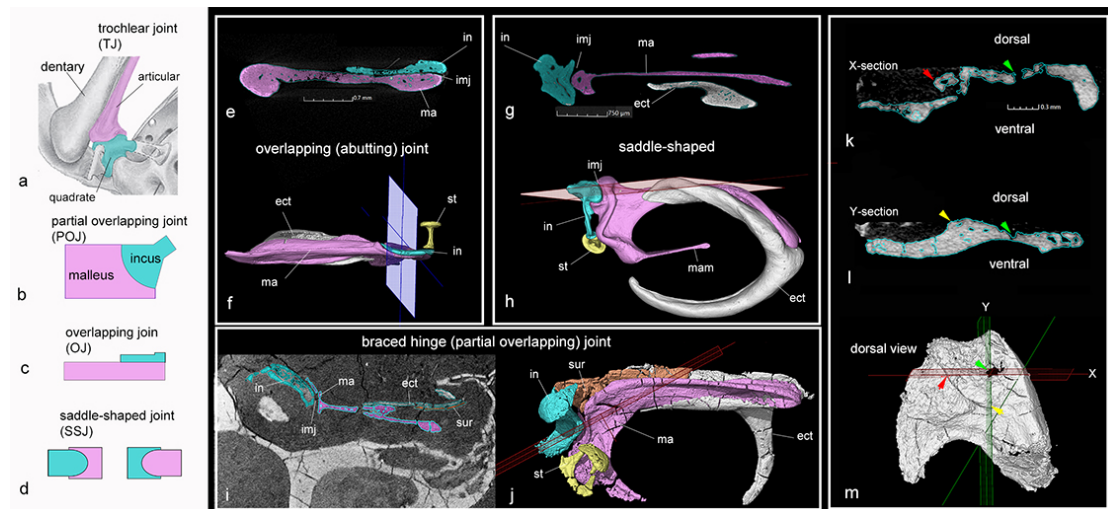 trochlear joint
(TJ)
dentary
articular
a
quadrate
partial overlapping joint
(POJ)
incus
malleus
b
overlapping join
(OJ)
c
saddle-shaped joint
(SSJ)
d
in
imj
ma
0.7 mm
e
overlapping (abutting) joint
ect
st
in
ma
f
in
imj
ma
ect
750 µm
g
saddle-shaped
imj
in
st
mam
ect
h
braced hinge (partial overlapping) joint
in
ma
ect
imj
sur
i
sur
in
ma
ect
st
j
dorsal
X-section
0.3 mm
ventral
k
dorsal
Y-section
ventral
l
Y
dorsal view
X
m